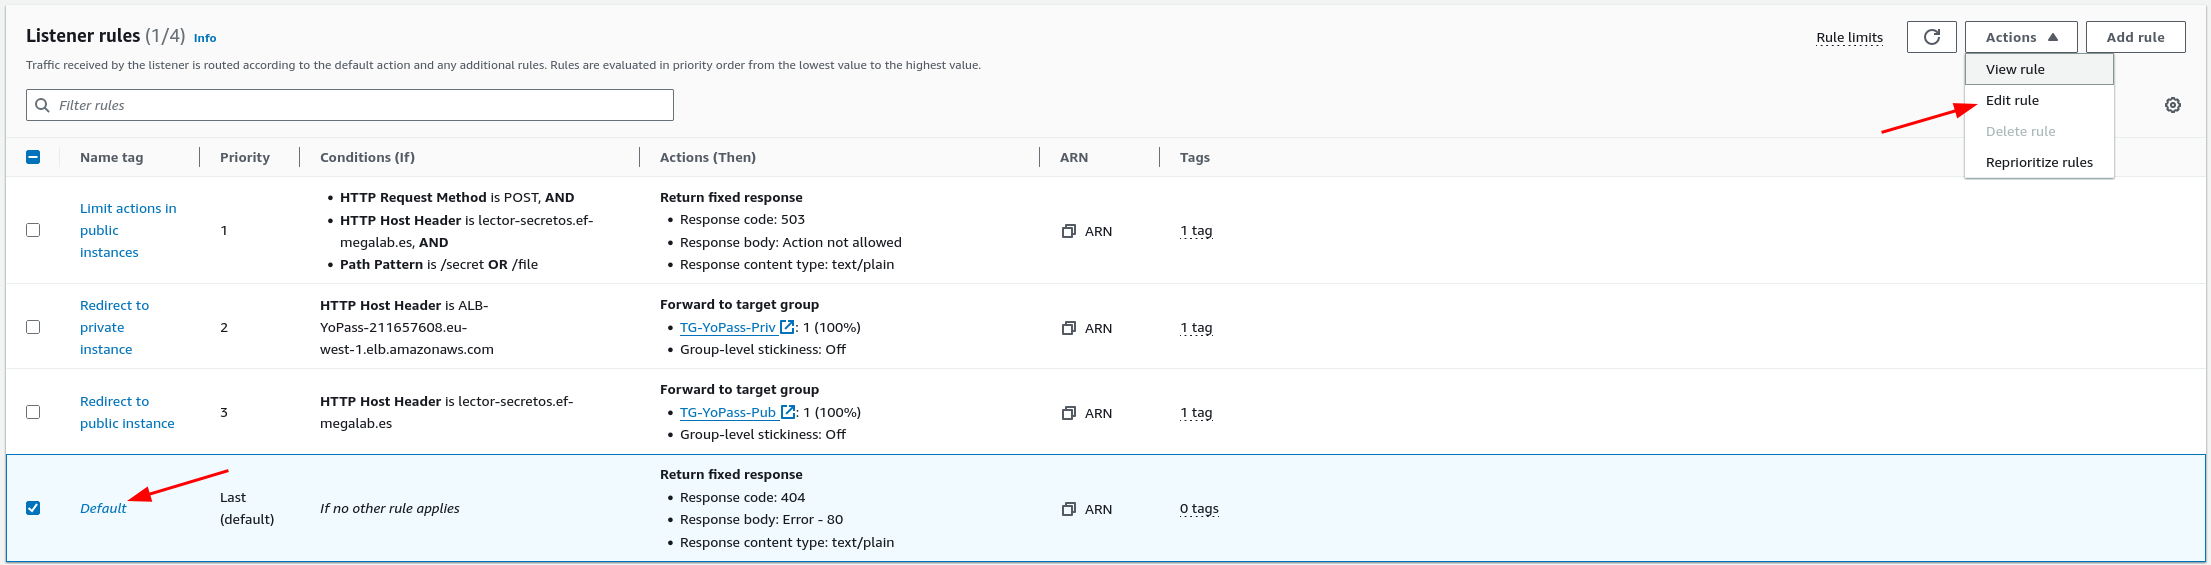 Listener rules (1/4) Info
Rule limits
Actions
Add rule
Traffic received by the listener is routed according to the default action and any additional rules. Rules are evaluated in priority order from the lowest value to the highest value.
View rule
Edit rule
Delete rule
Reprioritize rules
Filter rules
Name tag Priority Conditions (If) Actions (Then) ARN Tags
Limit actions in
public
instances
1
• HTTP Request Method is POST, AND
• HTTP Host Header is lector-secretos.ef-
megalab.es, AND
• Path Pattern is /secret OR /file
Return fixed response
• Response code: 503
• Response body: Action not allowed
• Response content type: text/plain
ARN
1 tag
Redirect to
private
instance
2
HTTP Host Header is ALB-
YoPass-211657608.eu-
west-1.elb.amazonaws.com
Forward to target group
• TG-YoPass-Priv : 1 (100%)
• Group-level stickiness: Off
ARN
1 tag
Redirect to
public instance
3
HTTP Host Header is lector-secretos.ef-
megalab.es
Forward to target group
• TG-YoPass-Pub : 1 (100%)
• Group-level stickiness: Off
ARN
1 tag
Default
Last
(default)
If no other rule applies
Return fixed response
• Response code: 404
• Response body: Error - 80
• Response content type: text/plain
ARN
0 tags